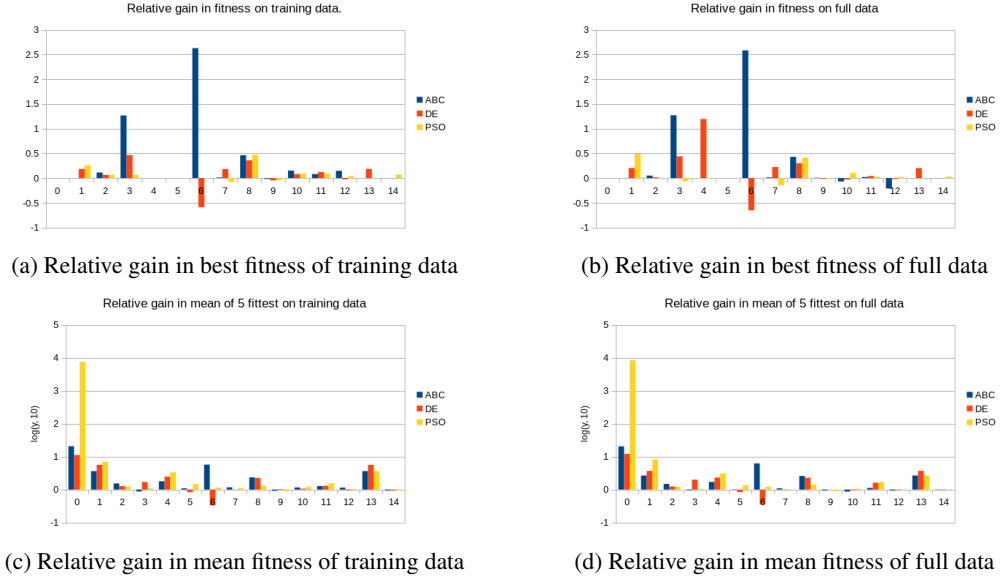 Relative gain in fitness on training data.
3
2.5
2
1.5
1
0.5
0
-0.5
-1
0 1 2 3 4 5 6 7 8 9 10 11 12 13 14
ABC
DE
PSO
(a) Relative gain in best fitness of training data
Relative gain in fitness on full data
3
2.5
2
1.5
1
0.5
0
-0.5
-1
0 1 2 3 4 5 6 7 8 9 10 11 12 13 14
ABC
DE
PSO
(b) Relative gain in best fitness of full data
Relative gain in mean of 5 fittest on training data
5
4
3
2
1
0
-1
log(y, 10)
0 1 2 3 4 5 6 7 8 9 10 11 12 13 14
ABC
DE
PSO
(c) Relative gain in mean fitness of training data
Relative gain in mean of 5 fittest on full data
5
4
3
2
1
0
-1
log(y, 10)
0 1 2 3 4 5 6 7 8 9 10 11 12 13 14
ABC
DE
PSO
(d) Relative gain in mean fitness of full data